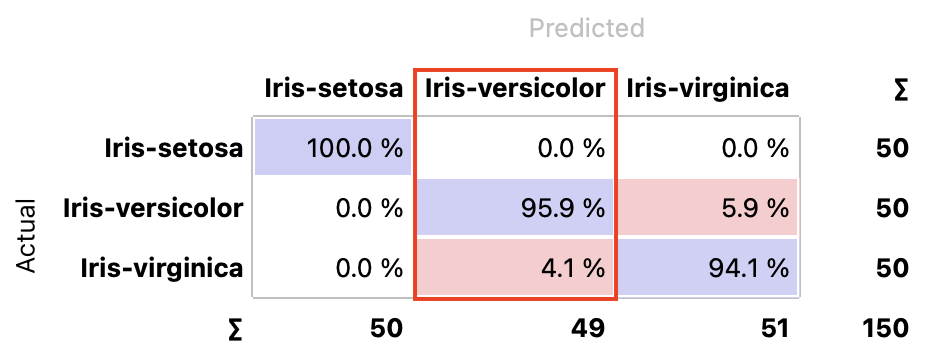 Predicted
Iris-setosa Iris-versicolor Iris-virginica Σ
Iris-setosa 100.0 % 0.0 % 0.0 % 50
Actual
Iris-versicolor 0.0 % 95.9 % 5.9 % 50
Iris-virginica 0.0 % 4.1 % 94.1 % 50
Σ 50 49 51 150